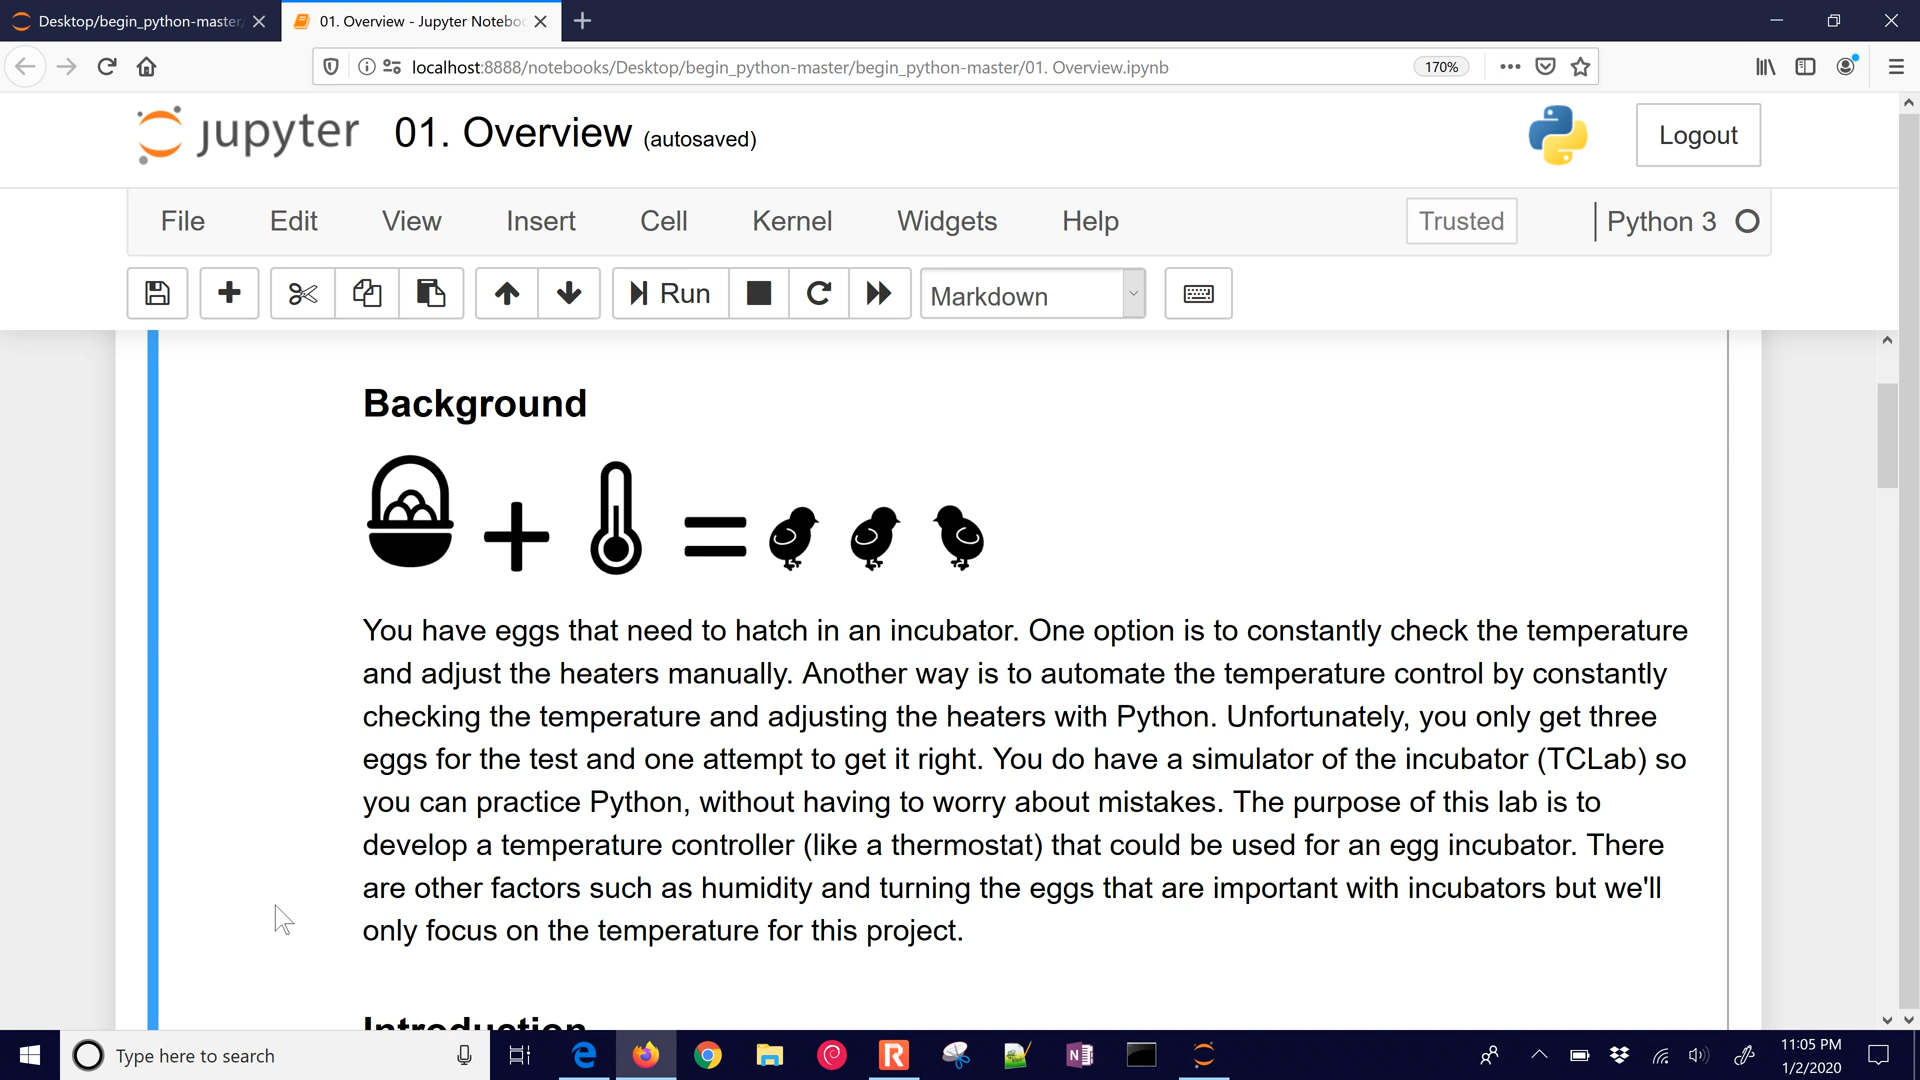 Desktop/begin_python-master/
01. Overview - Jupyter Notebo
localhost:8888/notebooks/Desktop/begin_python-master/begin_python-master/01. Overview.ipynb
170%
jupyter
01. Overview (autosaved)
Logout
File Edit View Insert Cell Kernel Widgets Help
Trusted
Python 3
Run
Markdown
Background
You have eggs that need to hatch in an incubator. One option is to constantly check the temperature
and adjust the heaters manually. Another way is to automate the temperature control by constantly
checking the temperature and adjusting the heaters with Python. Unfortunately, you only get three
eggs for the test and one attempt to get it right. You do have a simulator of the incubator (TCLab) so
you can practice Python, without having to worry about mistakes. The purpose of this lab is to
develop a temperature controller (like a thermostat) that could be used for an egg incubator. There
are other factors such as humidity and turning the eggs that are important with incubators but we'll
only focus on the temperature for this project.
Introduction
Type here to search
N
R
11:05 PM
1/2/2020